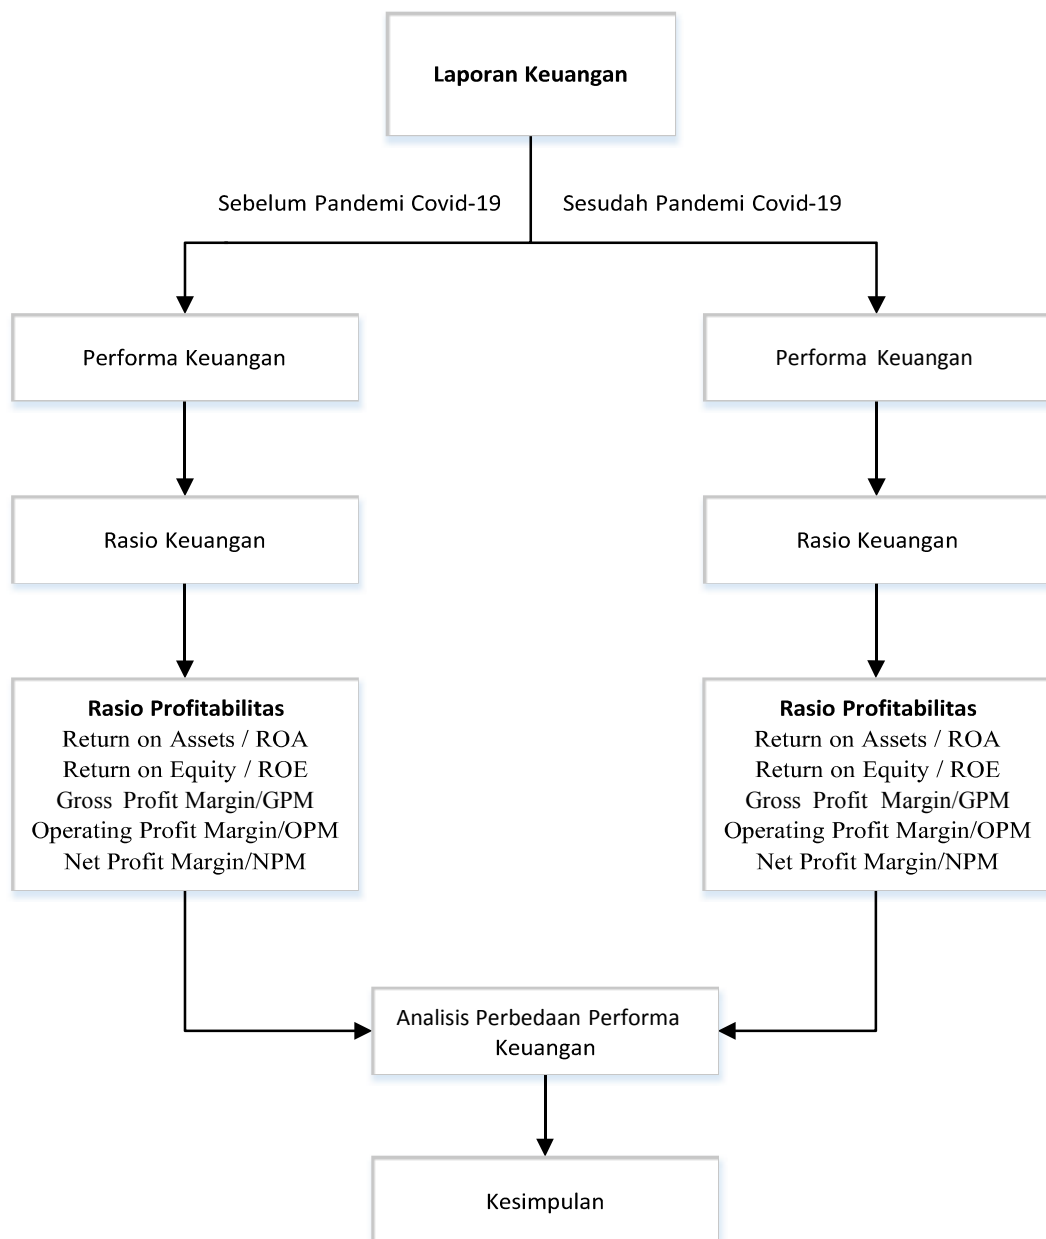 Laporan Keuangan
Sebelum Pandemi Covid-19
Sesudah Pandemi Covid-19
Performa Keuangan
Performa Keuangan
Rasio Keuangan
Rasio Keuangan
Rasio Profitabilitas
Return on Assets / ROA
Return on Equity / ROE
Gross Profit Margin/GPM
Operating Profit Margin/OPM
Net Profit Margin/NPM
Rasio Profitabilitas
Return on Assets / ROA
Return on Equity / ROE
Gross Profit Margin/GPM
Operating Profit Margin/OPM
Net Profit Margin/NPM
Analisis Perbedaan Performa
Keuangan
Kesimpulan